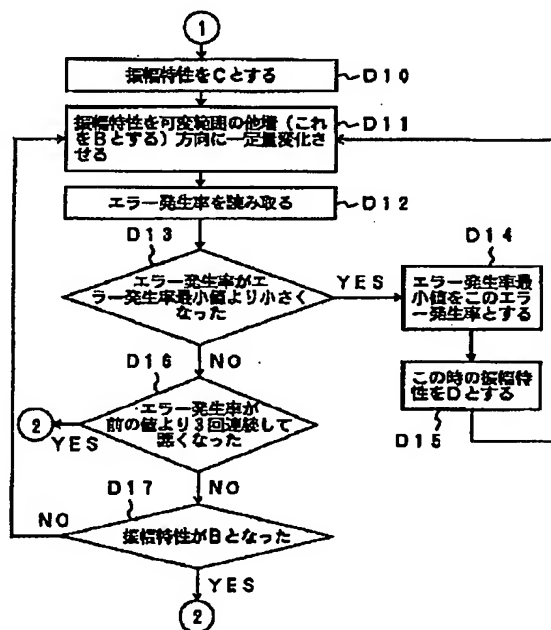 1
振幅特性をCとする
D10
振幅特性を可変範囲の他端(これ
をBとする)方向に一定量変化さ
せる
D11
エラー発生率を読み取る
D12
D13
エラー発生率がエ
ラー発生率最小値より小さく
なった
YES
D14
エラー発生率最
小値をこのエラ
ー発生率とする
NO
D16
この時の振幅特
性をDとする
D15
エラー発生率が
前の値より3回連続して
悪くなった
2
YES
NO
D17
NO
振幅特性がBとなった
YES
2